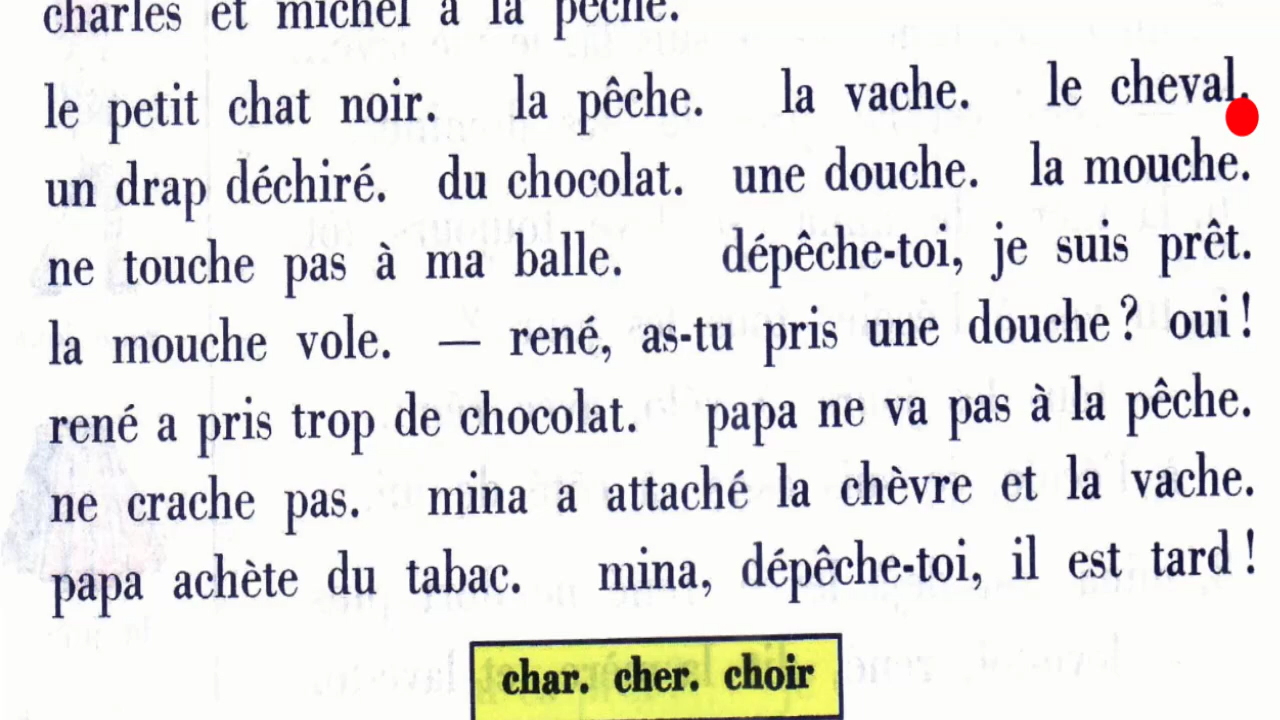 charles et michel à la pêche.
le petit chat noir. la pêche. la vache. le cheval.
un drap déchiré. du chocolat. une douche. la mouche.
ne touche pas à ma balle. dépêche-toi, je suis prêt.
la mouche vole. — rené, as-tu pris une douche ? oui !
rené a pris trop de chocolat. papa ne va pas à la pêche.
ne crache pas. mina a attaché la chèvre et la vache.
papa achète du tabac. mina, dépêche-toi, il est tard !
char. cher. choir